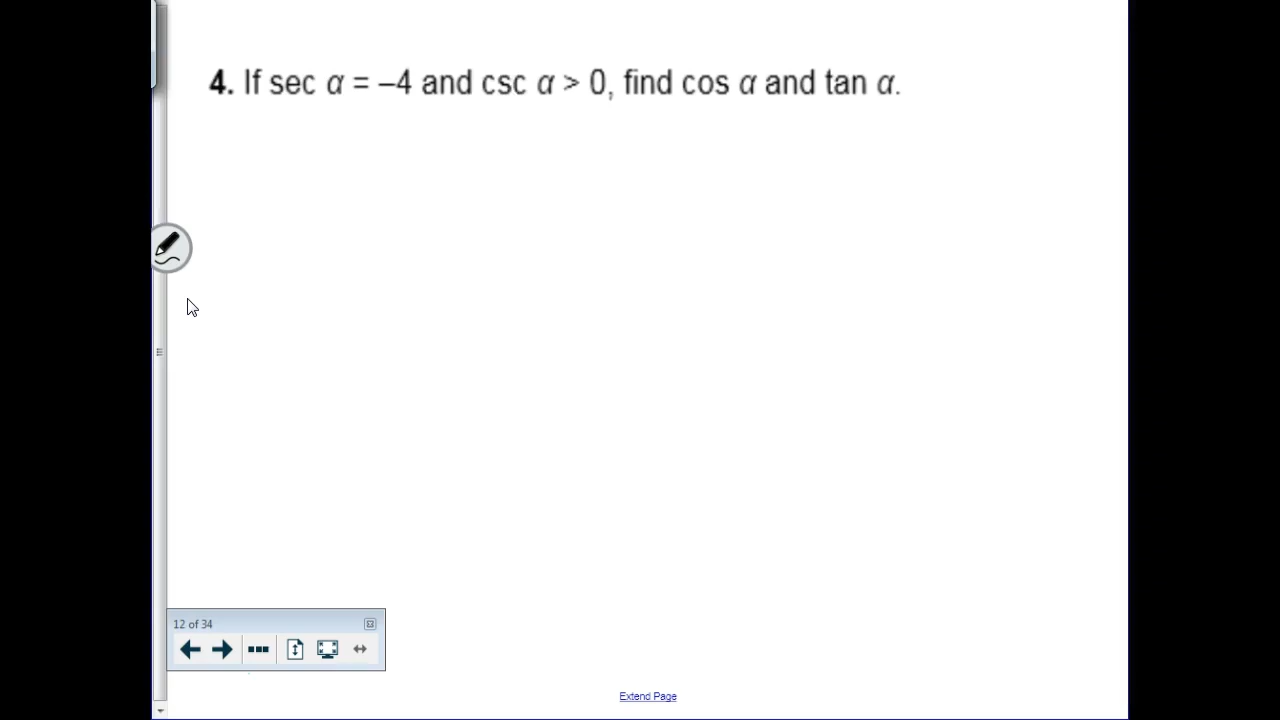 4. If sec α = –4 and csc α > 0, find cos α and tan α.
12 of 34
Extend Page